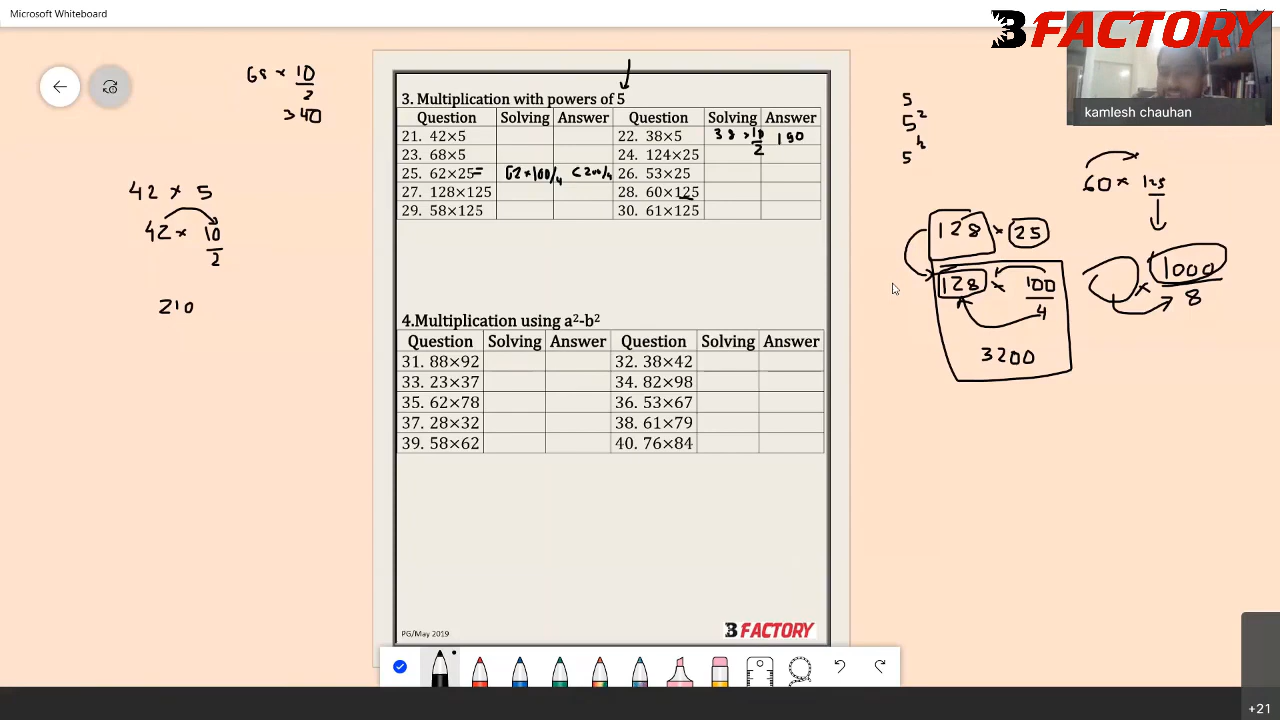 Microsoft Whiteboard
3 FACTORY
kamlesh chauhan
68 × 10/2
340
42 × 5
42 × 10/2
210
3. Multiplication with powers of 5
Question Solving Answer Question Solving Answer
21. 42×5 22. 38×5 38 × 10/2 190
23. 68×5 24. 124×25
25. 62×25= 62×100/4 6200/4 26. 53×25
27. 128×125 28. 60×125
29. 58×125 30. 61×125
4.Multiplication using a²-b²
Question Solving Answer Question Solving Answer
31. 88×92 32. 38×42
33. 23×37 34. 82×98
35. 62×78 36. 53×67
37. 28×32 38. 61×79
39. 58×62 40. 76×84
PG/May 2019
3 FACTORY
5
5²
5
128 × 25
128 × 100/4
3200
60 × 125
× 1000/8
+21